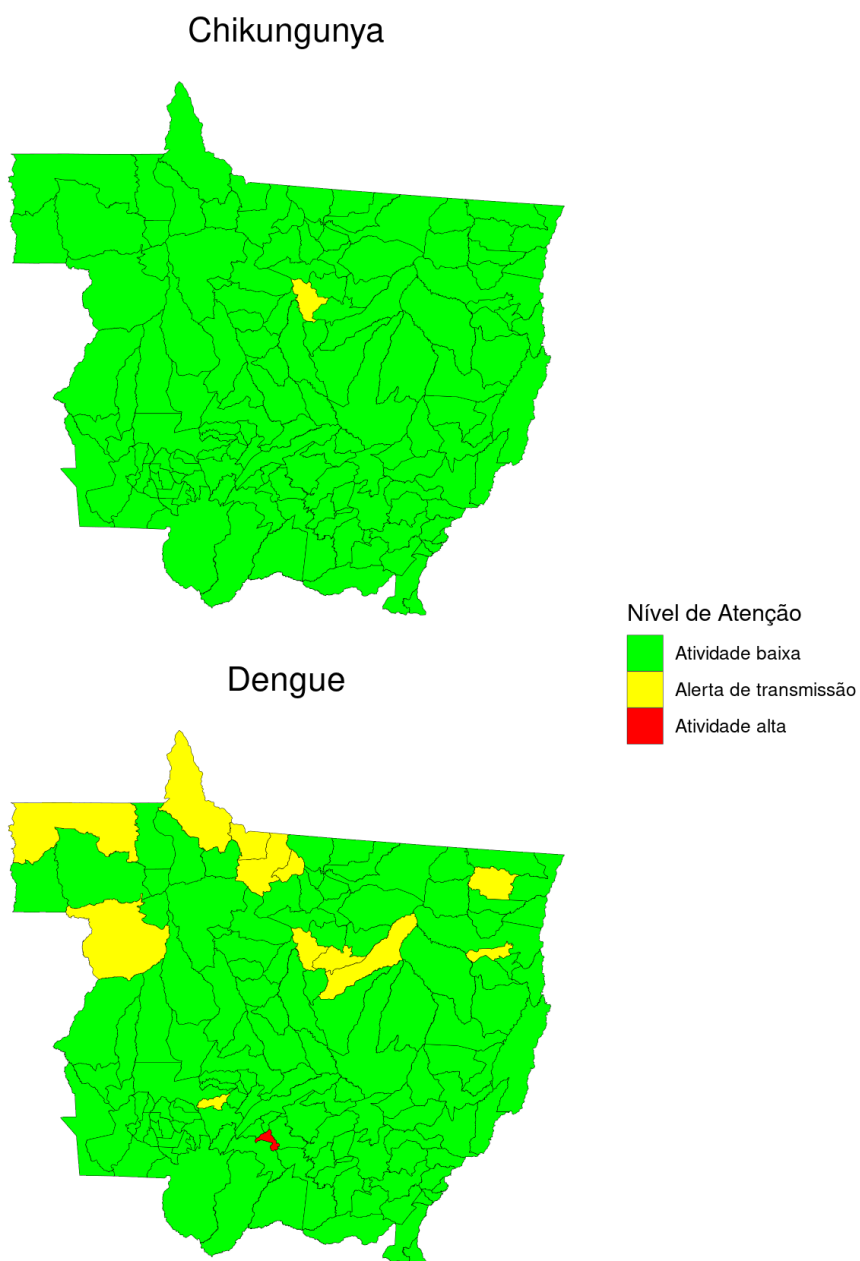 Chikungunya
Nível de Atenção
Atividade baixa
Alerta de transmissão
Atividade alta
Dengue